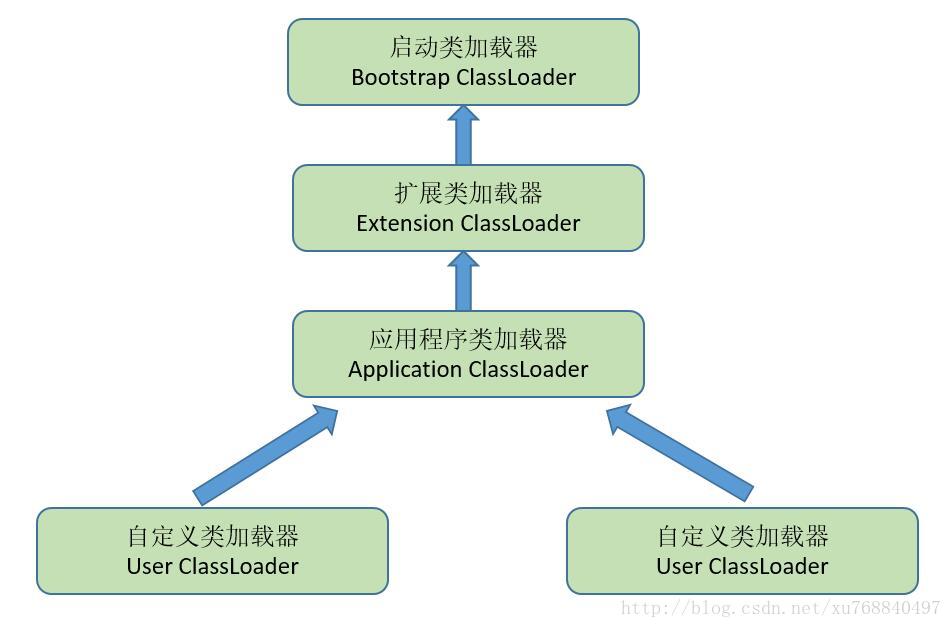 启动类加载器
Bootstrap ClassLoader
扩展类加载器
Extension ClassLoader
应用程序类加载器
Application ClassLoader
自定义类加载器
User ClassLoader
自定义类加载器
User ClassLoader
http://blog.csdn.net/xu768840497